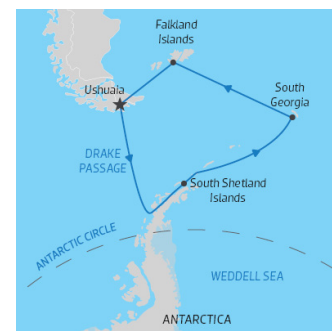 Falkland
Islands
Ushuaia
South
Georgia
DRAKE
PASSAGE
South Shetland
Islands
ANTARCTIC CIRCLE
WEDDELL SEA
ANTARCTICA